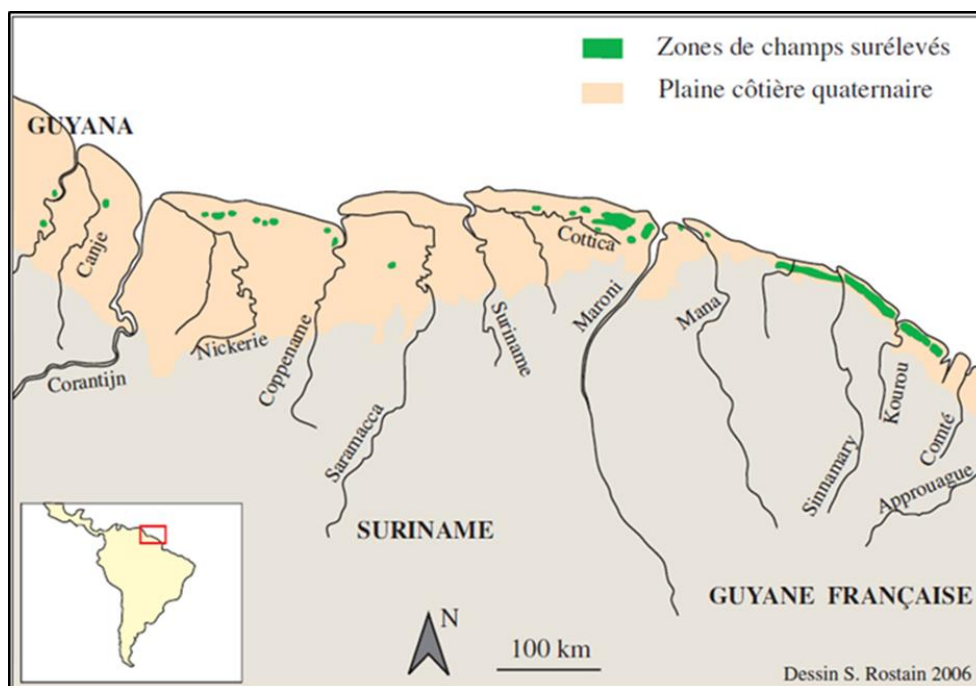 Zones de champs surélevés
Plaine côtière quaternaire
GUYANA
Canje
Corantijn
Nickerie
Coppename
Saramacca
Suriname
Cottica
Maroni
Mana
Sinnamary
Kourou
Comté
Approuague
SURINAME
GUYANE FRANÇAISE
N
100 km
Dessin S. Rostain 2006